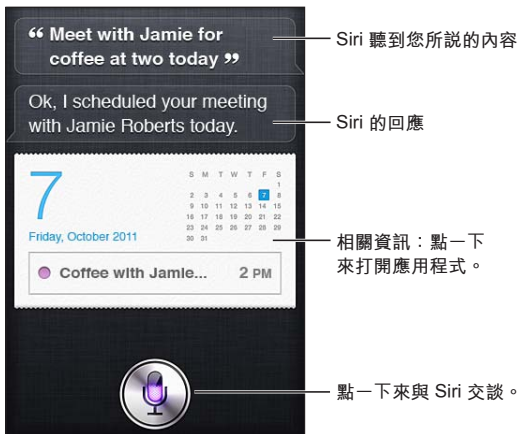 “ Meet with Jamie for
coffee at two today ”
Siri 聽到您所說的內容
Ok, I scheduled your meeting
with Jamie Roberts today.
Siri 的回應
7
Friday, October 2011
S M T W T F S
1
2 3 4 5 6 7 8
9 10 11 12 13 14 15
16 17 18 19 20 21 22
23 24 25 26 27 28 29
30 31
相關資訊：點一下
來打開應用程式。
Coffee with Jamie... 2 PM
點一下來與 Siri 交談。